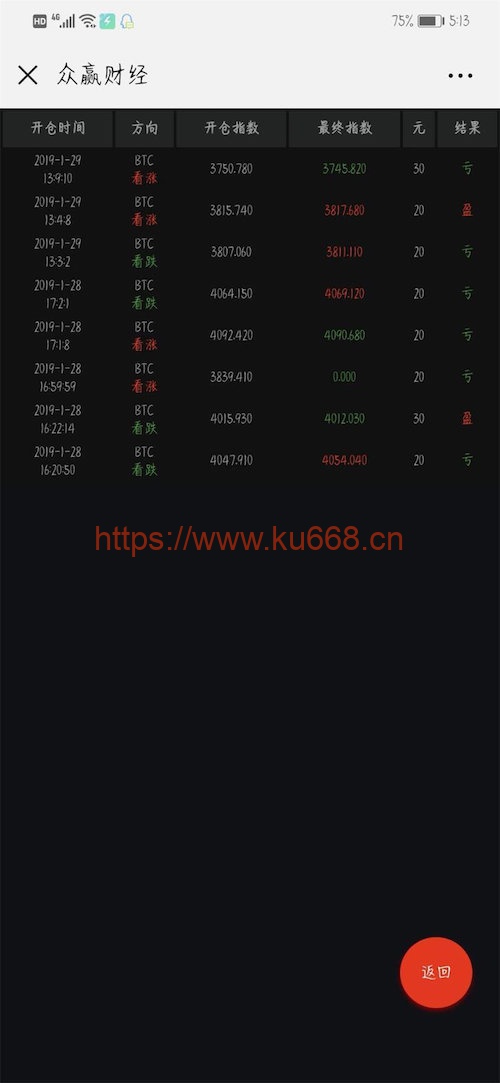 HD 4G 75% 5:13
众赢财经
开仓时间 方向 开仓指数 最终指数 元 结果
2019-1-29 BTC
3750.780 3745.820 30 亏
13:9:10 看涨
2019-1-29 BTC
3815.740 3817.680 20 盈
13:4:8 看涨
2019-1-29 BTC
3807.060 3811.110 20 亏
13:3:2 看跌
2019-1-28 BTC
4064.150 4069.120 20 亏
17:2:1 看跌
2019-1-28 BTC
4092.420 4090.680 20 亏
17:1:8 看涨
2019-1-28 BTC
3839.410 0.000 20 亏
16:59:59 看涨
2019-1-28 BTC
4015.930 4012.030 30 盈
16:22:14 看跌
2019-1-28 BTC
4047.910 4054.040 20 亏
16:20:50 看跌
https://www.ku668.cn
返回